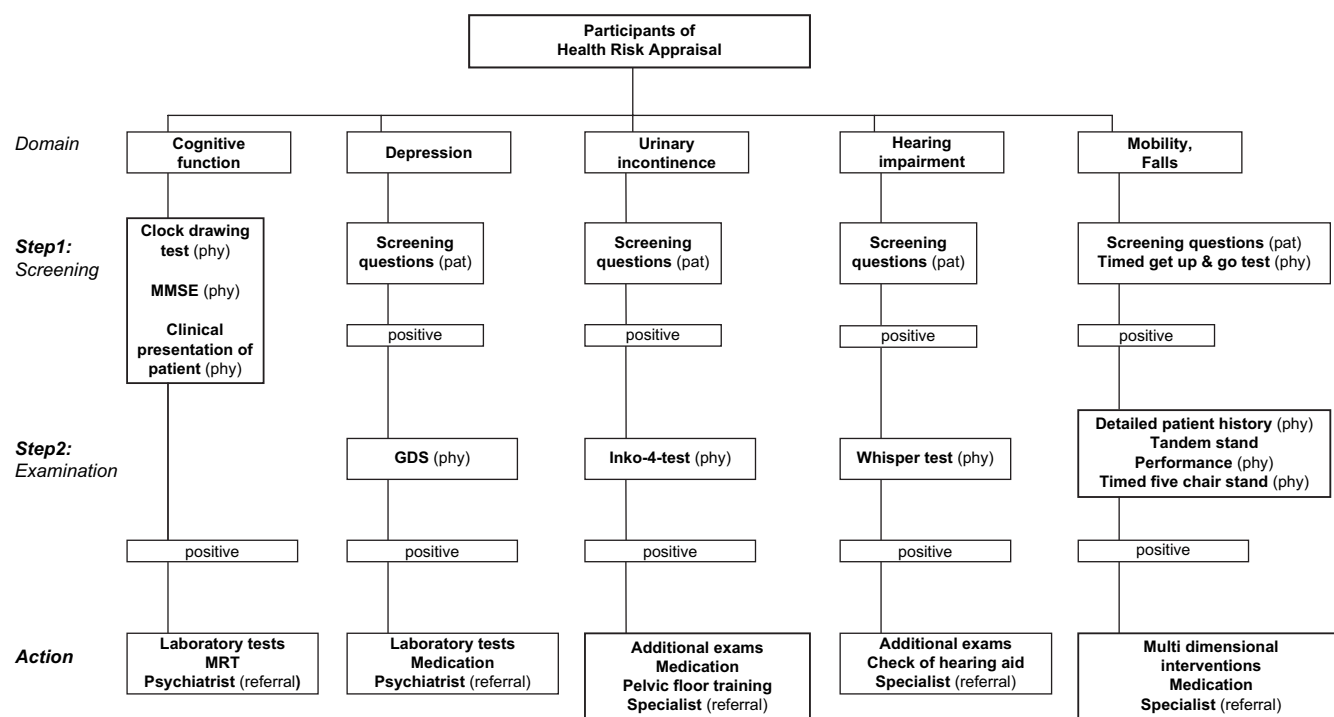 Participants of
Health Risk Appraisal
Domain
Cognitive
function
Depression
Urinary
incontinence
Hearing
impairment
Mobility,
Falls
Step1:
Screening
Clock drawing
test (phy)
MMSE (phy)
Clinical
presentation of
patient (phy)
Screening
questions (pat)
Screening
questions (pat)
Screening
questions (pat)
Screening questions (pat)
Timed get up & go test (phy)
positive
positive
positive
positive
Step2:
Examination
GDS (phy)
Inko-4-test (phy)
Whisper test (phy)
Detailed patient history (phy)
Tandem stand
Performance (phy)
Timed five chair stand (phy)
positive
positive
positive
positive
positive
Action
Laboratory tests
MRT
Psychiatrist (referral)
Laboratory tests
Medication
Psychiatrist (referral)
Additional exams
Medication
Pelvic floor training
Specialist (referral)
Additional exams
Check of hearing aid
Specialist (referral)
Multi dimensional
interventions
Medication
Specialist (referral)